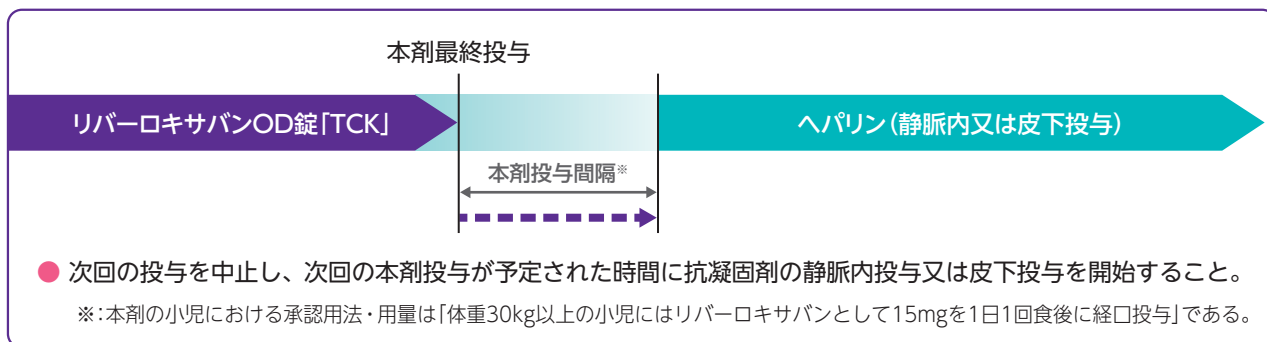 本剤最終投与
リバーロキサバンOD錠「TCK」
ヘパリン（静脈内又は皮下投与）
本剤投与間隔※
● 次回の投与を中止し、次回の本剤投与が予定された時間に抗凝固剤の静脈内投与又は皮下投与を開始すること。
※：本剤の小児における承認用法・用量は「体重30kg以上の小児にはリバーロキサバンとして15mgを1日1回食後に経口投与」である。